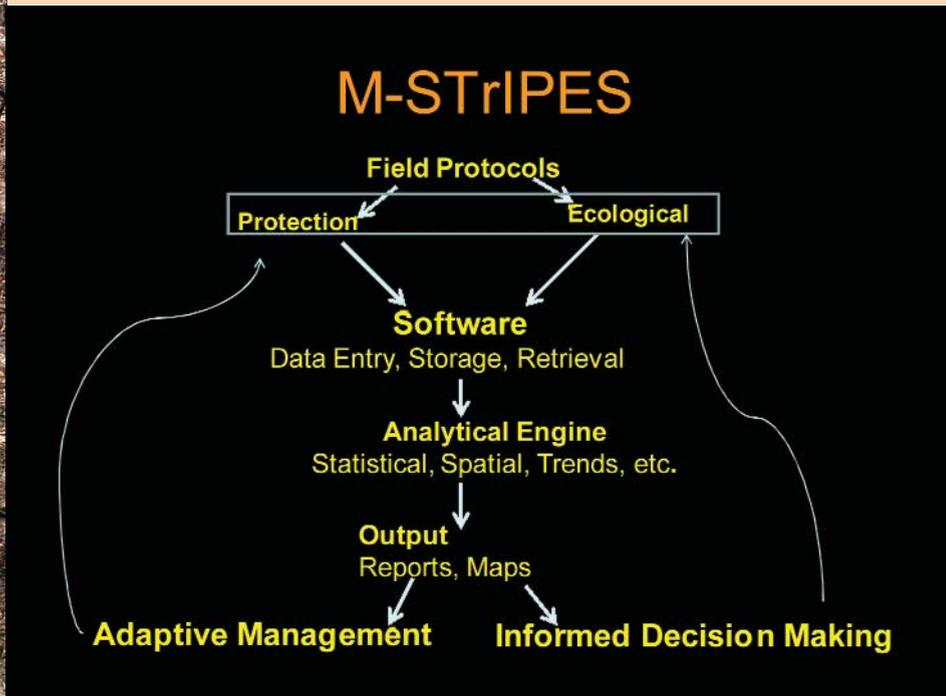 M-STrIPES
Field Protocols
Protection
Ecological
Software
Data Entry, Storage, Retrieval
Analytical Engine
Statistical, Spatial, Trends, etc.
Output
Reports, Maps
Adaptive Management
Informed Decision Making